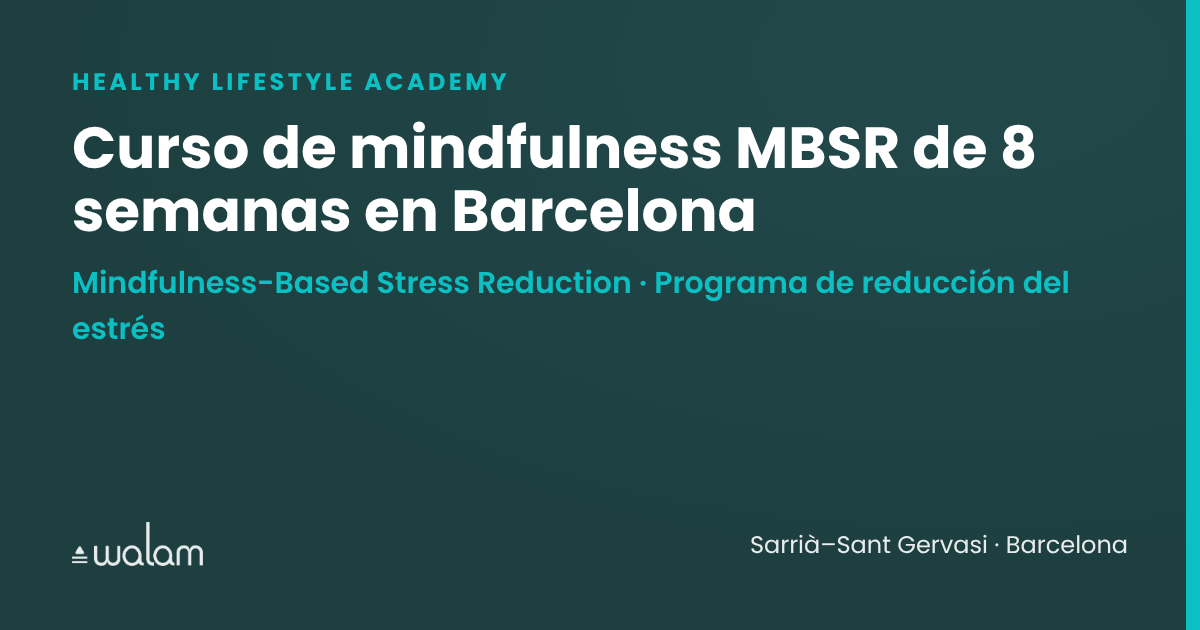 HEALTHY LIFESTYLE ACADEMY
Curso de mindfulness MBSR de 8
semanas en Barcelona
Mindfulness-Based Stress Reduction · Programa de reducción del
estrés
walam
Sarrià–Sant Gervasi · Barcelona